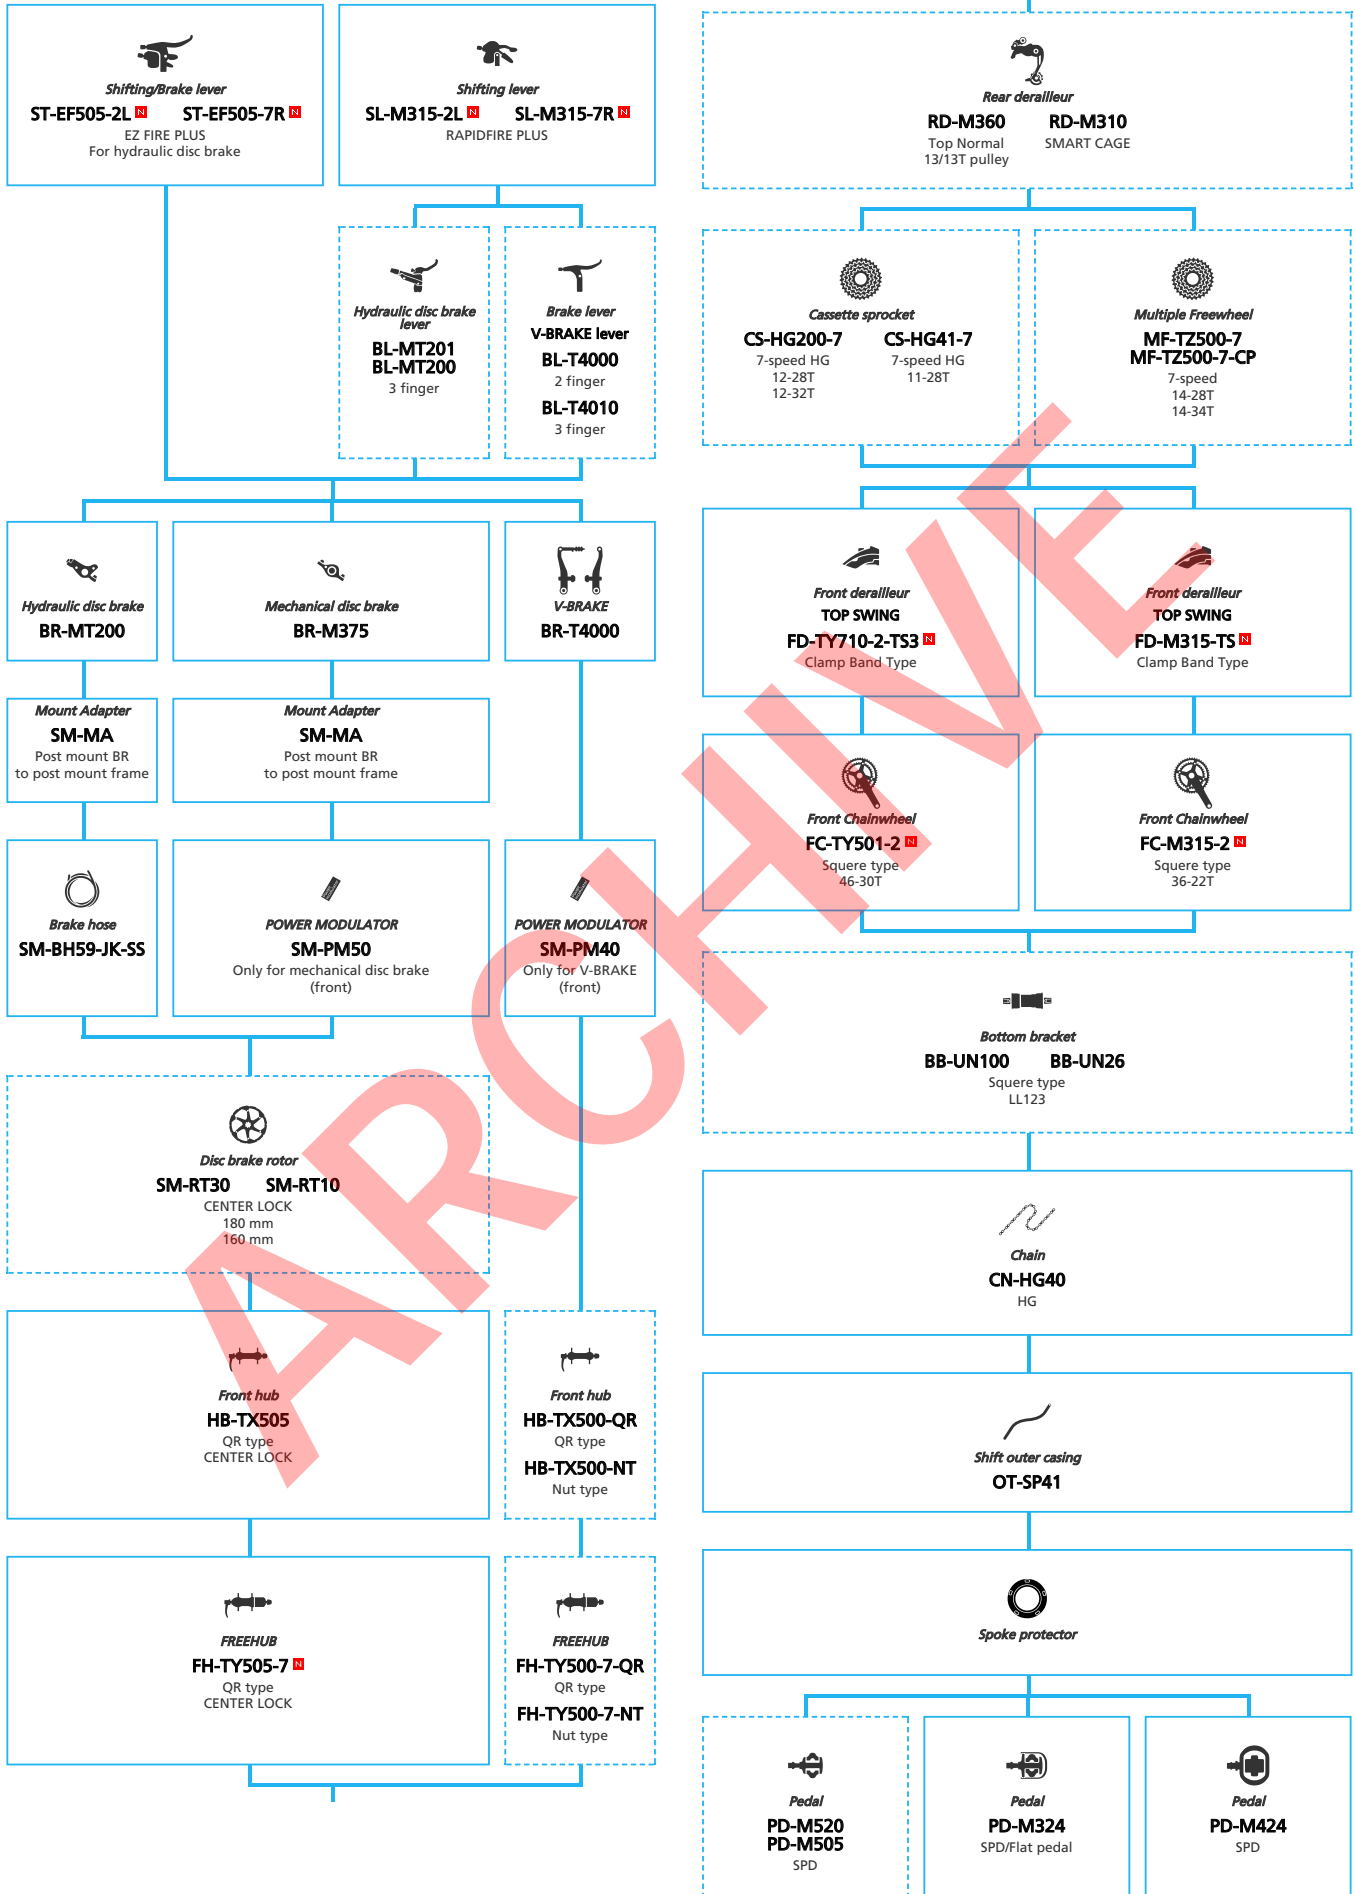 Shifting/Brake lever
ST-EF505-2L N ST-EF505-7R N
EZ FIRE PLUS
For hydraulic disc brake
Shifting lever
SL-M315-2L N SL-M315-7R N
RAPIDFIRE PLUS
Hydraulic disc brake
lever
BL-MT201
BL-MT200
3 finger
Brake lever
V-BRAKE lever
BL-T4000
2 finger
BL-T4010
3 finger
Hydraulic disc brake
BR-MT200
Mechanical disc brake
BR-M375
V-BRAKE
BR-T4000
Mount Adapter
SM-MA
Post mount BR
to post mount frame
Mount Adapter
SM-MA
Post mount BR
to post mount frame
Brake hose
SM-BH59-JK-SS
POWER MODULATOR
SM-PM50
Only for mechanical disc brake
(front)
POWER MODULATOR
SM-PM40
Only for V-BRAKE
(front)
Disc brake rotor
SM-RT30 SM-RT10
CENTER LOCK
180 mm
160 mm
Front hub
HB-TX505
QR type
CENTER LOCK
Front hub
HB-TX500-QR
QR type
HB-TX500-NT
Nut type
FREEHUB
FH-TY505-7 N
QR type
CENTER LOCK
FREEHUB
FH-TY500-7-QR
QR type
FH-TY500-7-NT
Nut type
Rear derailleur
RD-M360 RD-M310
Top Normal SMART CAGE
13/13T pulley
Cassette sprocket
CS-HG200-7 CS-HG41-7
7-speed HG 7-speed HG
12-28T 11-28T
12-32T
Multiple Freewheel
MF-TZ500-7
MF-TZ500-7-CP
7-speed
14-28T
14-34T
Front derailleur
TOP SWING
FD-TY710-2-TS3 N
Clamp Band Type
Front derailleur
TOP SWING
FD-M315-TS N
Clamp Band Type
Front Chainwheel
FC-TY501-2 N
Squere type
46-30T
Front Chainwheel
FC-M315-2 N
Squere type
36-22T
Bottom bracket
BB-UN100 BB-UN26
Squere type
LL123
Chain
CN-HG40
HG
Shift outer casing
OT-SP41
Spoke protector
Pedal
PD-M520
PD-M505
SPD
Pedal
PD-M324
SPD/Flat pedal
Pedal
PD-M424
SPD
ARCHIVE